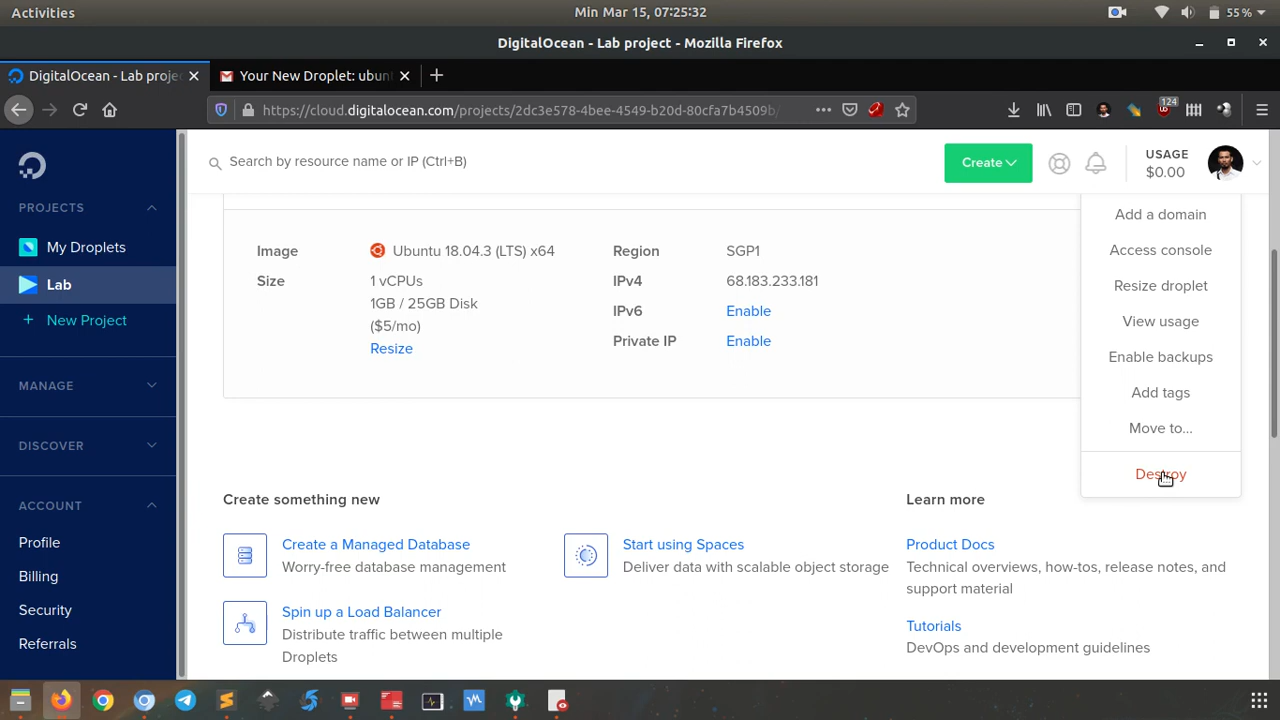 Activities
Min Mar 15, 07:25:32
55 %
DigitalOcean - Lab project - Mozilla Firefox
DigitalOcean - Lab proje
Your New Droplet: ubun
https://cloud.digitalocean.com/projects/2dc3e578-4bee-4549-b20d-80cfa7b4509b/
124
Search by resource name or IP (Ctrl+B)
Create
USAGE
$0.00
PROJECTS
My Droplets
Lab
+ New Project
MANAGE
DISCOVER
ACCOUNT
Profile
Billing
Security
Referrals
Image
Ubuntu 18.04.3 (LTS) x64
Size
1 vCPUs
1GB / 25GB Disk
($5/mo)
Resize
Region
SGP1
IPv4
68.183.233.181
IPv6
Enable
Private IP
Enable
Add a domain
Access console
Resize droplet
View usage
Enable backups
Add tags
Move to...
Destroy
Create something new
Create a Managed Database
Worry-free database management
Start using Spaces
Deliver data with scalable object storage
Spin up a Load Balancer
Distribute traffic between multiple
Droplets
Learn more
Product Docs
Technical overviews, how-tos, release notes, and
support material
Tutorials
DevOps and development guidelines